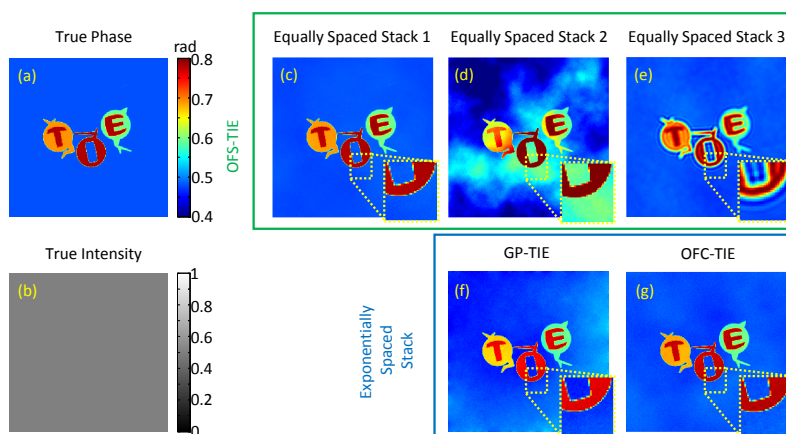 True Phase
Equally Spaced Stack 1
Equally Spaced Stack 2
Equally Spaced Stack 3
rad
(a)
0.8
0.7
0.6
0.5
0.4
OFS-TIE
(c)
(d)
(e)
T I E
T I E
T I E
T I E
True Intensity
GP-TIE
OFC-TIE
(b)
1
0.8
0.6
0.4
0.2
0
Exponentially
Spaced
Stack
(f)
(g)
T I E
T I E